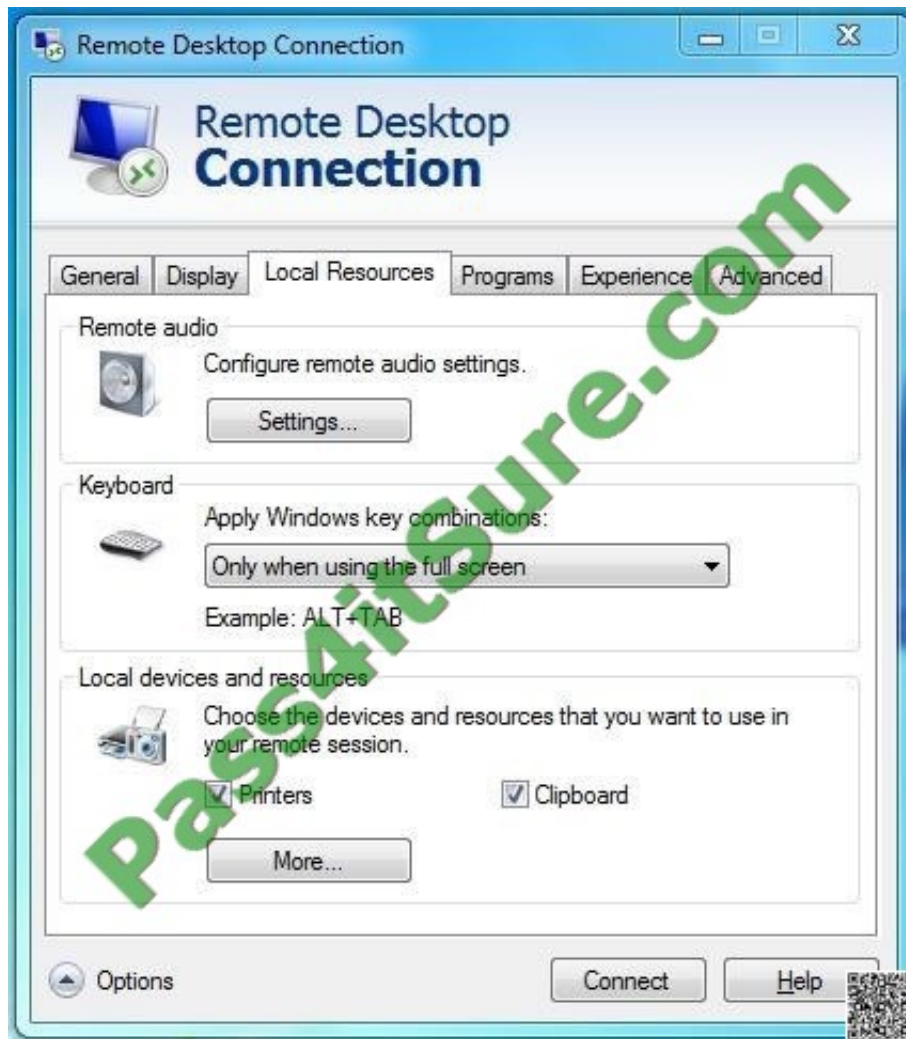 Remote Desktop Connection
Remote Desktop
Connection
General Display Local Resources Programs Experience Advanced
Remote audio
Configure remote audio settings.
Settings...
Keyboard
Apply Windows key combinations:
Only when using the full screen
Example: ALT+TAB
Local devices and resources
Choose the devices and resources that you want to use in
your remote session.
Printers Clipboard
More...
Options Connect Help
Pass4itSure.com